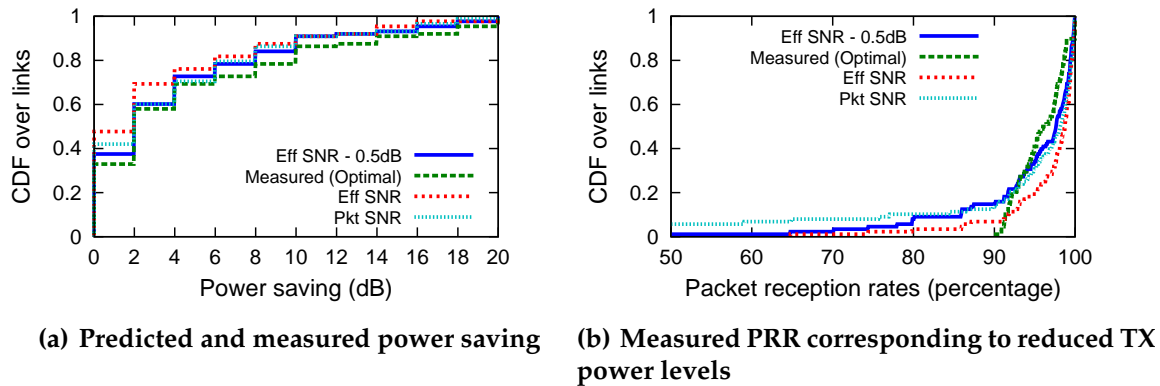 CDF over links
1
0.8
0.6
0.4
0.2
0
0 2 4 6 8 10 12 14 16 18 20
Power saving (dB)
Eff SNR - 0.5dB
Measured (Optimal)
Eff SNR
Pkt SNR
(a) Predicted and measured power saving
CDF over links
1
0.8
0.6
0.4
0.2
0
50 60 70 80 90 100
Packet reception rates (percentage)
Eff SNR - 0.5dB
Measured (Optimal)
Eff SNR
Pkt SNR
(b) Measured PRR corresponding to reduced TX
power levels